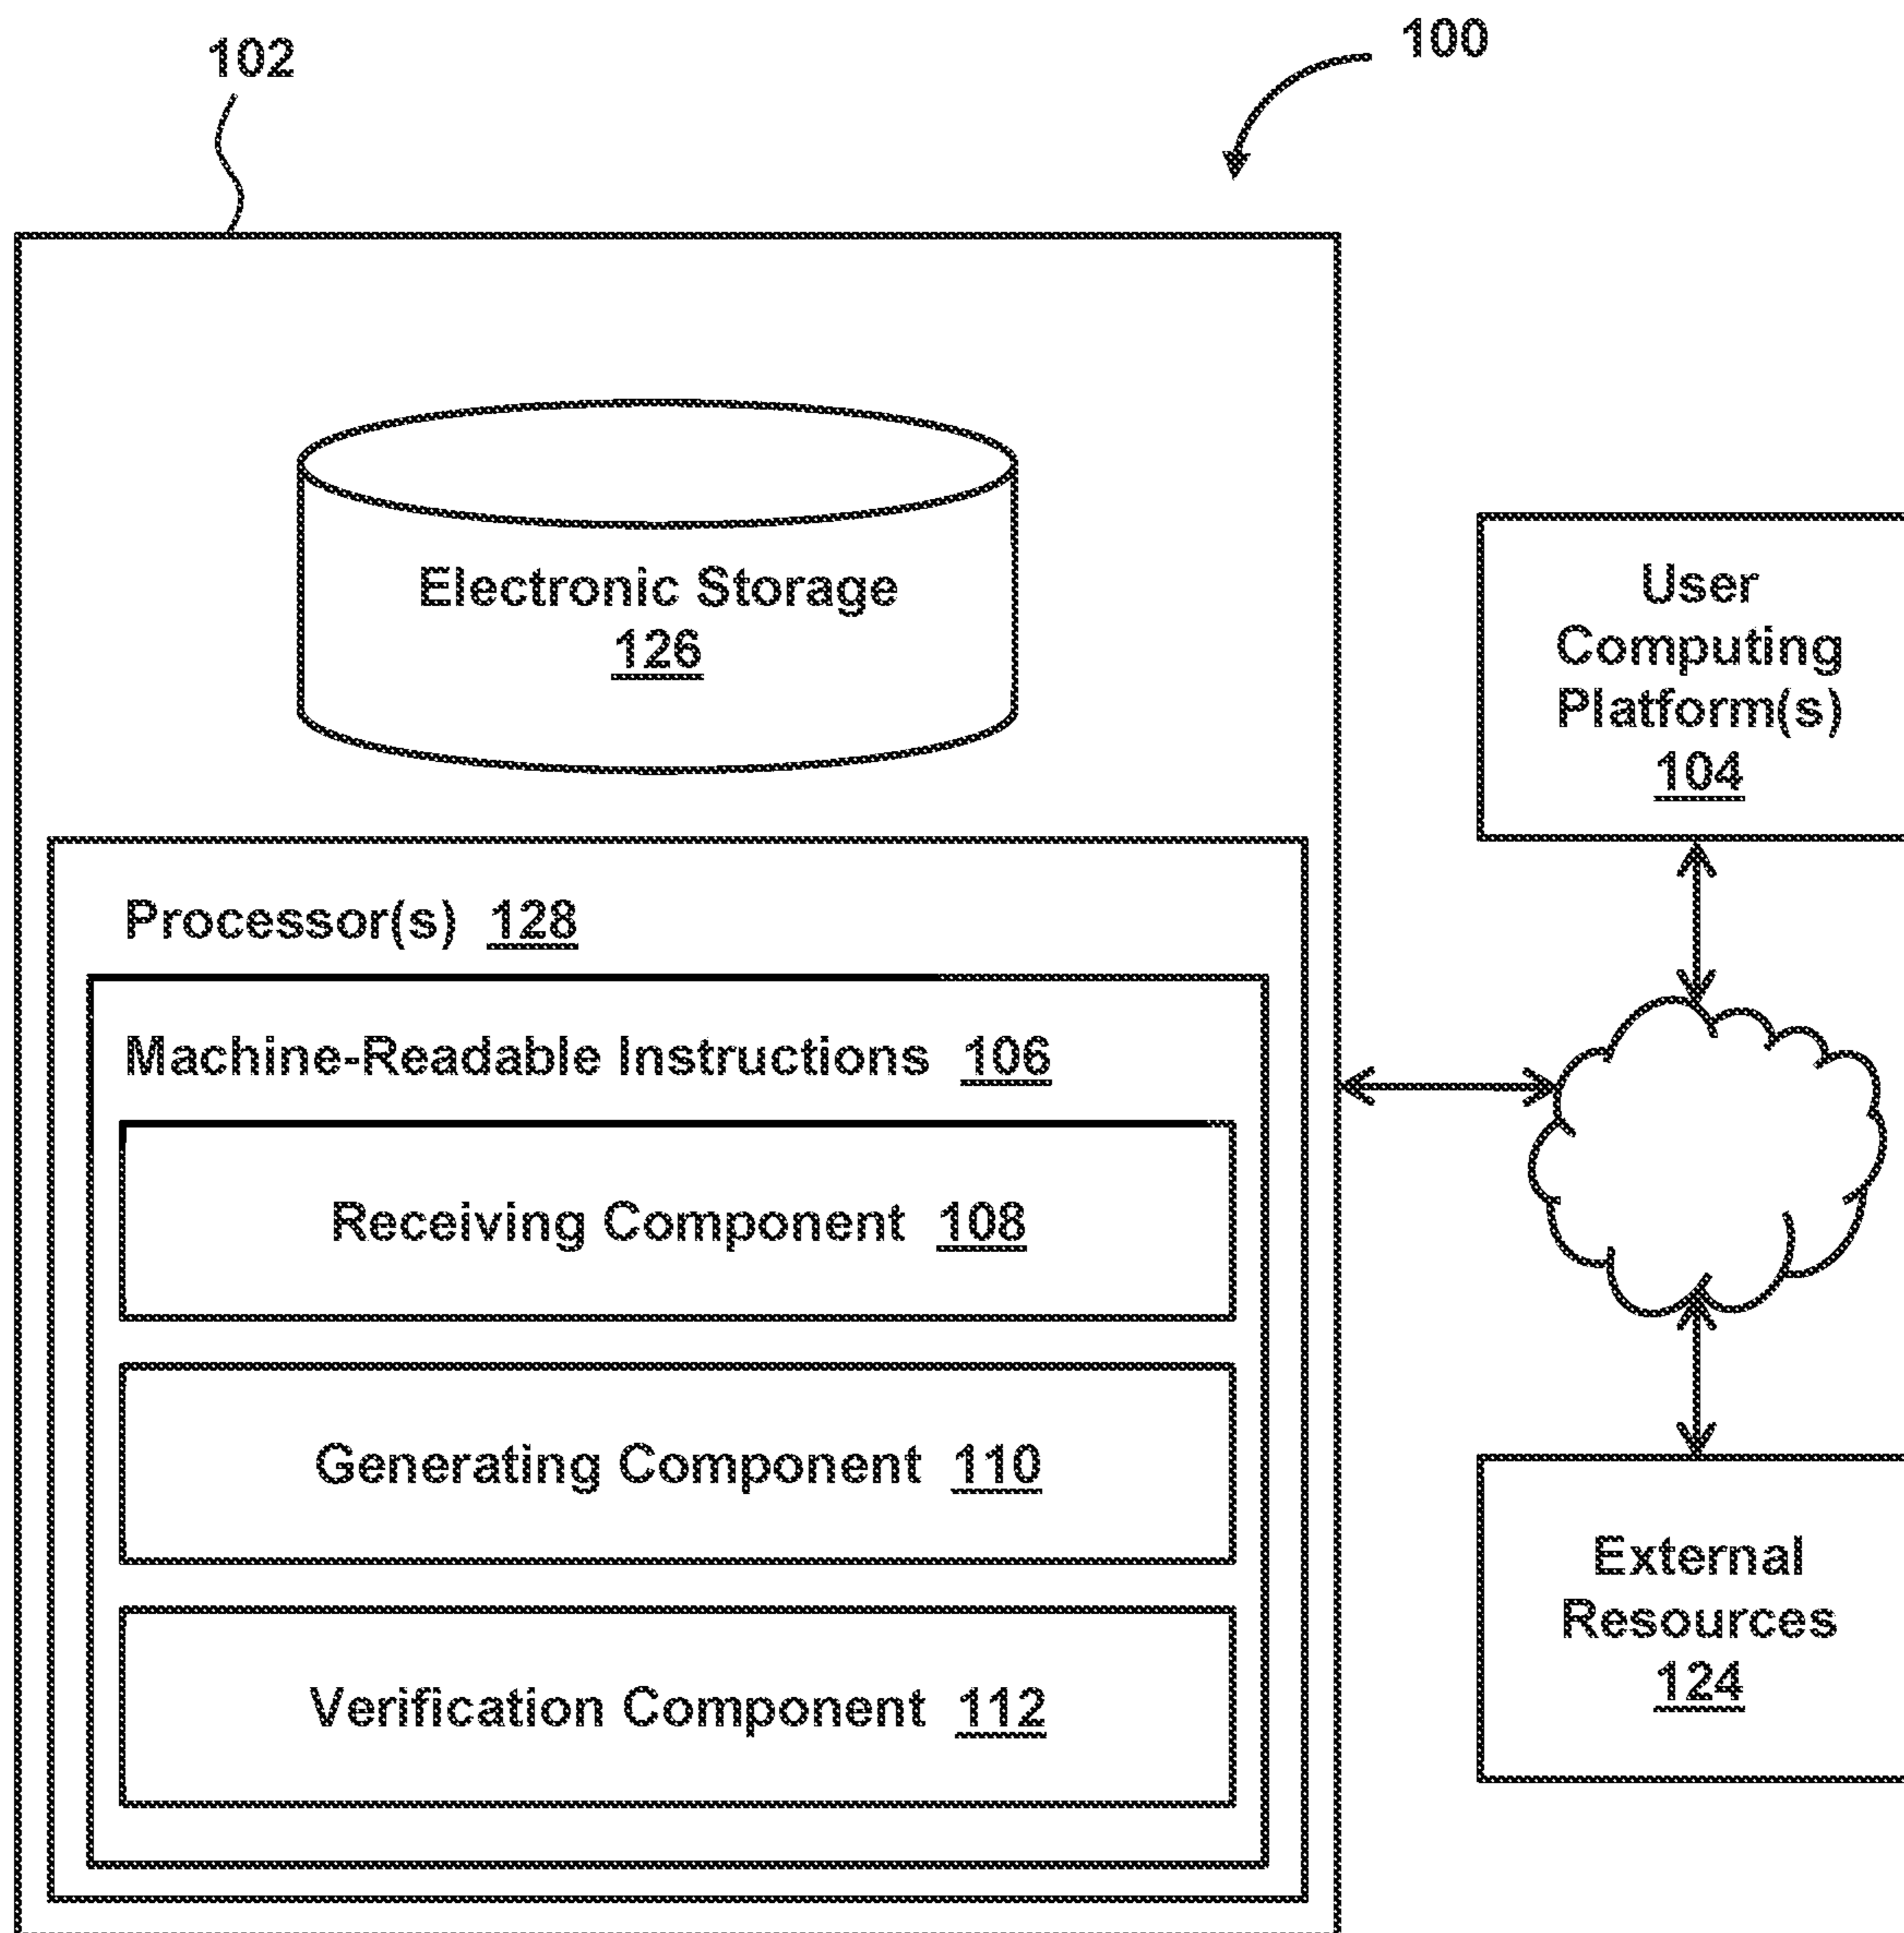 102
100
Electronic Storage
126
Processor(s) 128
Machine-Readable Instructions 106
Receiving Component 108
Generating Component 110
Verification Component 112
User
Computing
Platform(s)
104
External
Resources
124